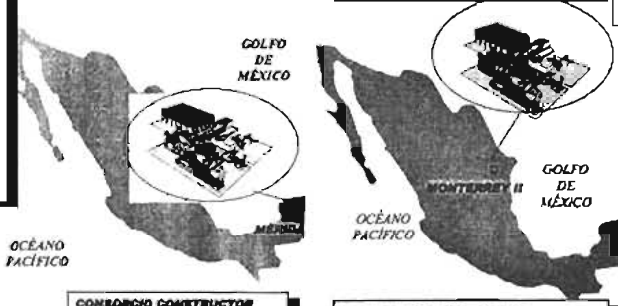 GOLFO
DE
MÉXICO
MÉRIDA
OCÉANO
PACÍFICO
CONSORCIO CONSTRUCTOR
MONTERREY II
GOLFO
DE
MÉXICO
OCÉANO
PACÍFICO